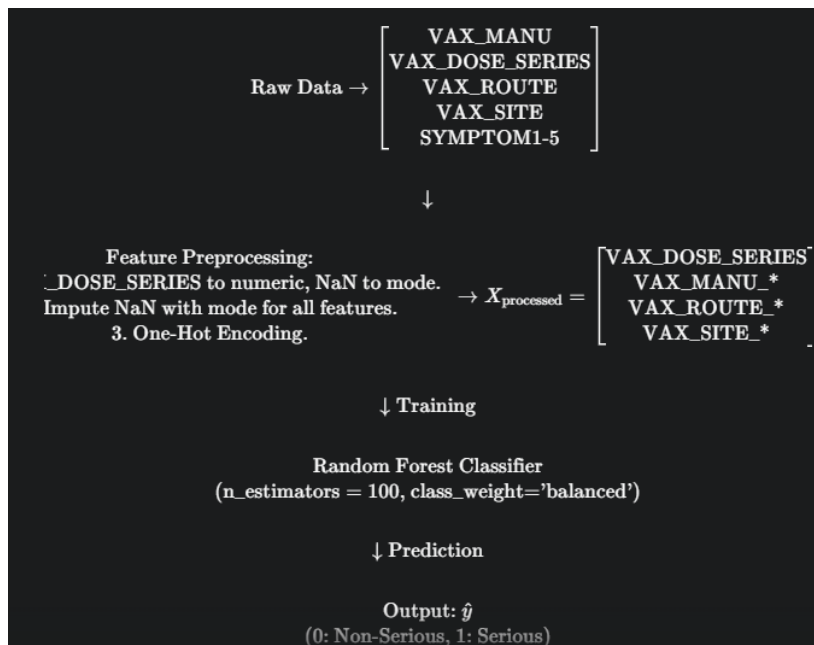 Raw Data →
VAX_MANU
VAX_DOSE_SERIES
VAX_ROUTE
VAX_SITE
SYMPTOM1-5
↓
Feature Preprocessing:
_DOSE_SERIES to numeric, NaN to mode.
Impute NaN with mode for all features.
3. One-Hot Encoding.
→ X_processed =
VAX_DOSE_SERIES
VAX_MANU_*
VAX_ROUTE_*
VAX_SITE_*
↓ Training
Random Forest Classifier
(n_estimators = 100, class_weight='balanced')
↓ Prediction
Output: ŷ
(0: Non-Serious, 1: Serious)